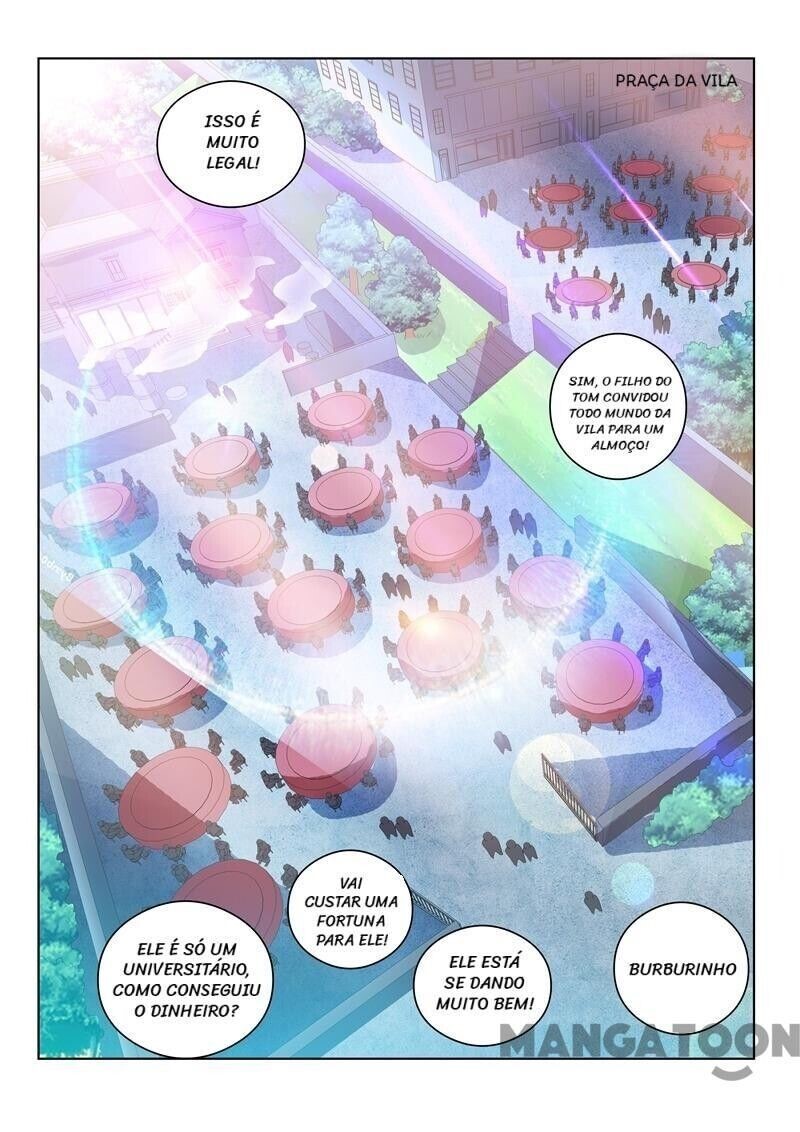 PRAÇA DA VILA
ISSO É
MUITO
LEGAL!
SIM, O FILHO DO
TOM CONVIDOU
TODO MUNDO DA
VILA PARA UM
ALMOÇO!
VAI
CUSTAR UMA
FORTUNA
PARA ELE!
ELE É SÓ UM
UNIVERSITÁRIO,
COMO CONSEGUIU
O DINHEIRO?
ELE ESTÁ
SE DANDO
MUITO BEM!
BURBURINHO
MANGATOON